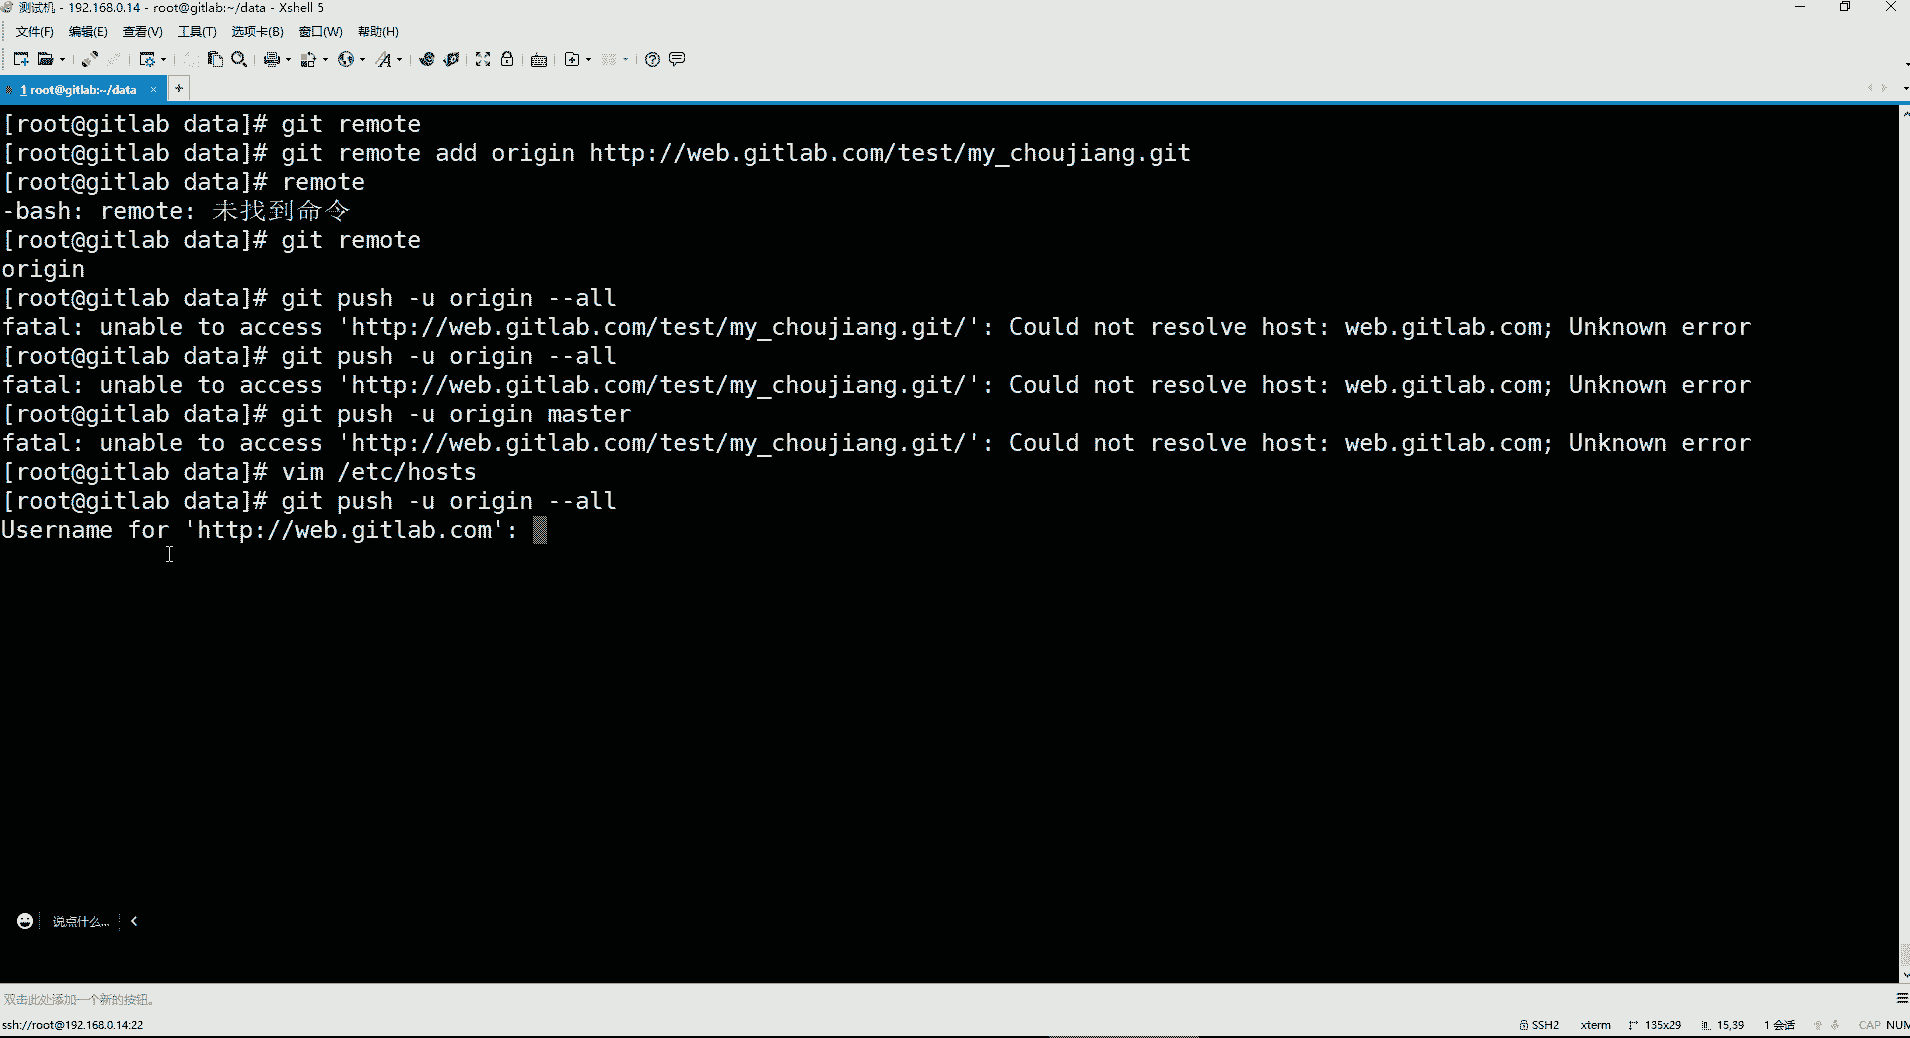 测试机 - 192.168.0.14 - root@gitlab:~/data - Xshell 5
文件(F) 编辑(E) 查看(V) 工具(T) 选项卡(B) 窗口(W) 帮助(H)
1 root@gitlab:~/data × +
[root@gitlab data]# git remote
[root@gitlab data]# git remote add origin http://web.gitlab.com/test/my_choujiang.git
[root@gitlab data]# remote
-bash: remote: 未找到命令
[root@gitlab data]# git remote
origin
[root@gitlab data]# git push -u origin --all
fatal: unable to access 'http://web.gitlab.com/test/my_choujiang.git/': Could not resolve host: web.gitlab.com; Unknown error
[root@gitlab data]# git push -u origin --all
fatal: unable to access 'http://web.gitlab.com/test/my_choujiang.git/': Could not resolve host: web.gitlab.com; Unknown error
[root@gitlab data]# git push -u origin master
fatal: unable to access 'http://web.gitlab.com/test/my_choujiang.git/': Could not resolve host: web.gitlab.com; Unknown error
[root@gitlab data]# vim /etc/hosts
[root@gitlab data]# git push -u origin --all
Username for 'http://web.gitlab.com':
说点什么...
双击此处添加一个新的按钮。
ssh://root@192.168.0.14:22 SSH2 xterm 135x29 15,39 1 会话 CAP NUM